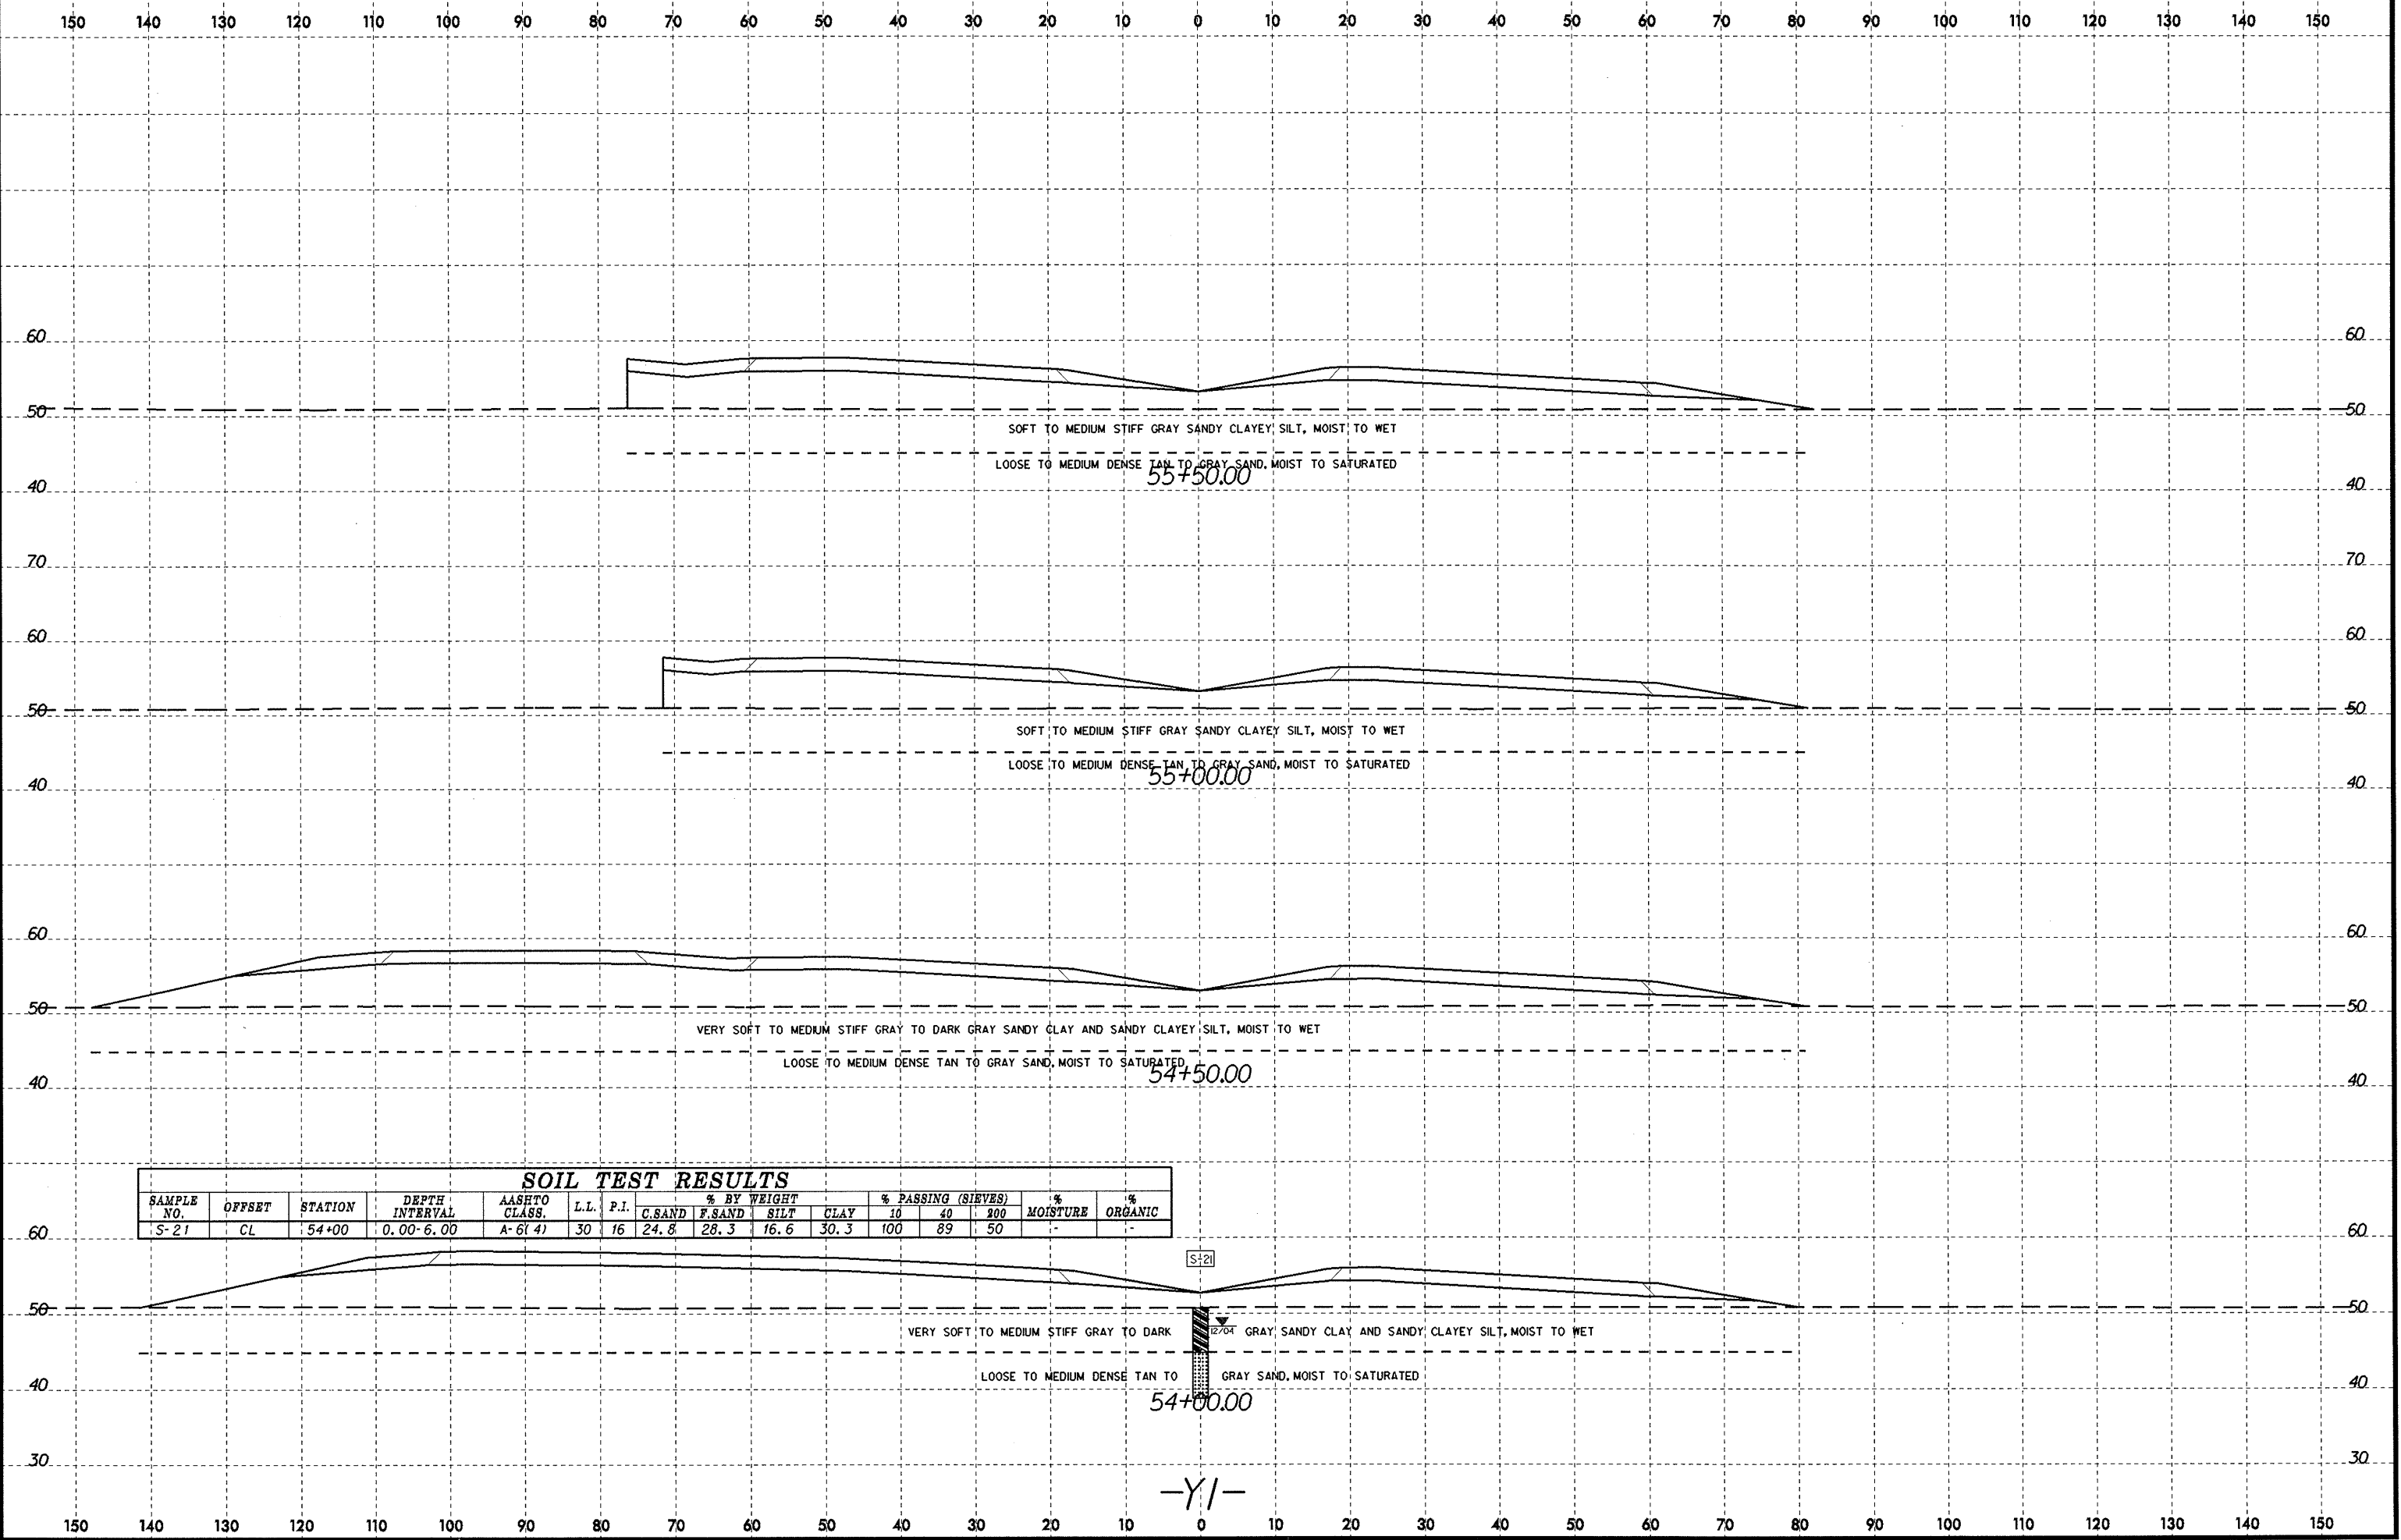 150 140 130 120 110 100 90 80 70 60 50 40 30 20 10 0 10 20 30 40 50 60 70 80 90 100 110 120 130 140 150
60 60
50 50
SOFT TO MEDIUM STIFF GRAY SANDY CLAYEY SILT, MOIST TO WET
LOOSE TO MEDIUM DENSE TAN TO GRAY SAND, MOIST TO SATURATED
55+50.00
40 40
70 70
60 60
50 50
SOFT TO MEDIUM STIFF GRAY SANDY CLAYEY SILT, MOIST TO WET
LOOSE TO MEDIUM DENSE TAN TO GRAY SAND, MOIST TO SATURATED
55+00.00
40 40
60 60
50 50
VERY SOFT TO MEDIUM STIFF GRAY TO DARK GRAY SANDY CLAY AND SANDY CLAYEY SILT, MOIST TO WET
LOOSE TO MEDIUM DENSE TAN TO GRAY SAND, MOIST TO SATURATED
54+50.00
40 40
SOIL TEST RESULTS
SAMPLE NO. OFFSET STATION DEPTH INTERVAL AASHTO CLASS. L.L. P.I. % BY WEIGHT % PASSING (SIEVES) % MOISTURE % ORGANIC
C.SAND F.SAND SILT CLAY 10 40 200
S-21 CL 54+00 0.00-6.00 A-6(4) 30 16 24.8 28.3 16.6 30.3 100 89 50 - -
60 60
S-21
50 50
VERY SOFT TO MEDIUM STIFF GRAY TO DARK 12/04 GRAY SANDY CLAY AND SANDY CLAYEY SILT, MOIST TO WET
LOOSE TO MEDIUM DENSE TAN TO GRAY SAND, MOIST TO SATURATED
40 40
54+00.00
30 30
-Y1-
150 140 130 120 110 100 90 80 70 60 50 40 30 20 10 0 10 20 30 40 50 60 70 80 90 100 110 120 130 140 150